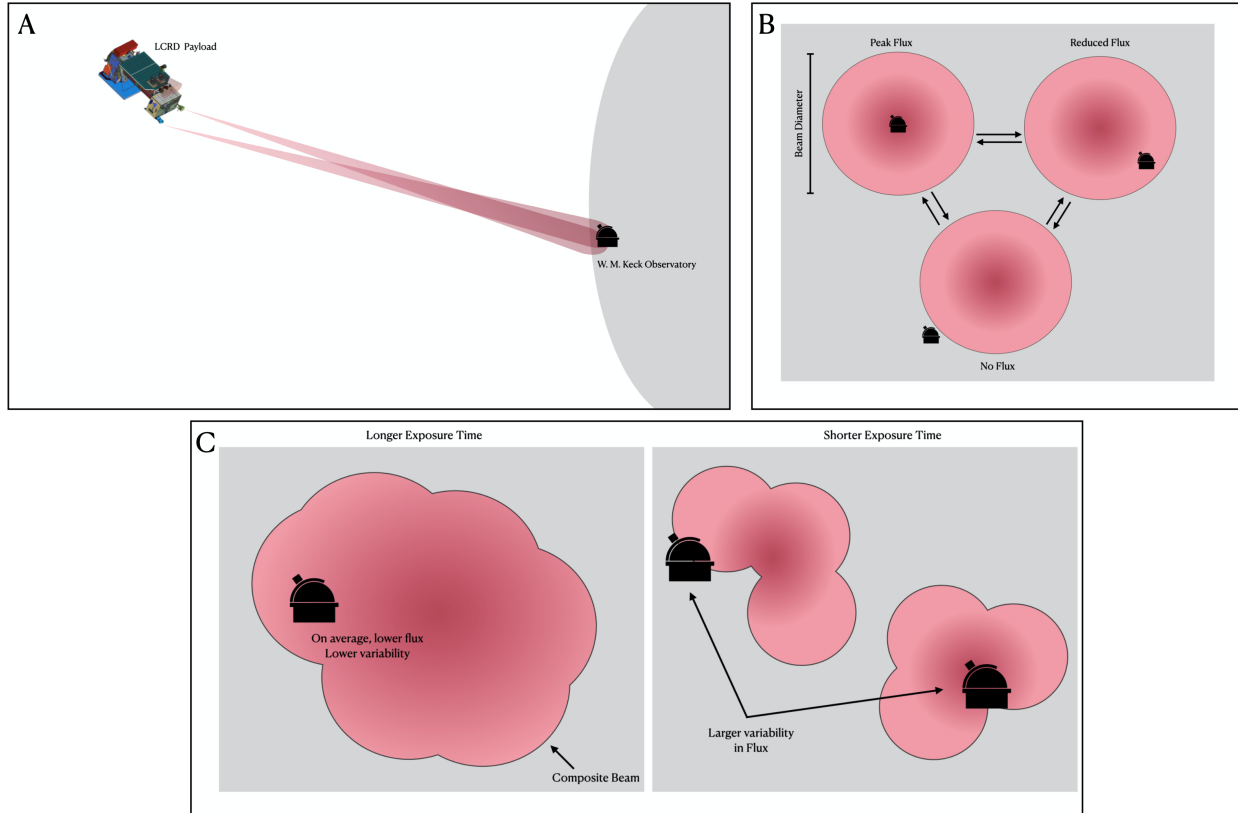 A
LCRD Payload
W. M. Keck Observatory
B
Peak Flux
Reduced Flux
Beam Diameter
No Flux
C
Longer Exposure Time
Shorter Exposure Time
On average, lower flux
Lower variability
Composite Beam
Larger variability
in Flux